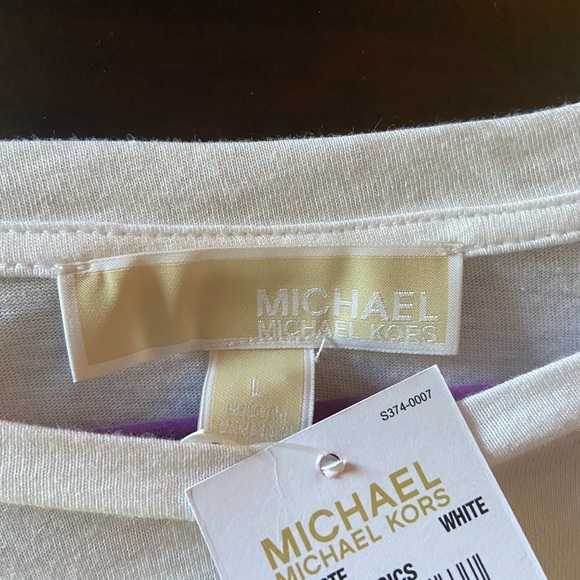 MICHAEL
MICHAEL KORS
L
S374-0007
MICHAEL
MICHAEL KORS
WHITE